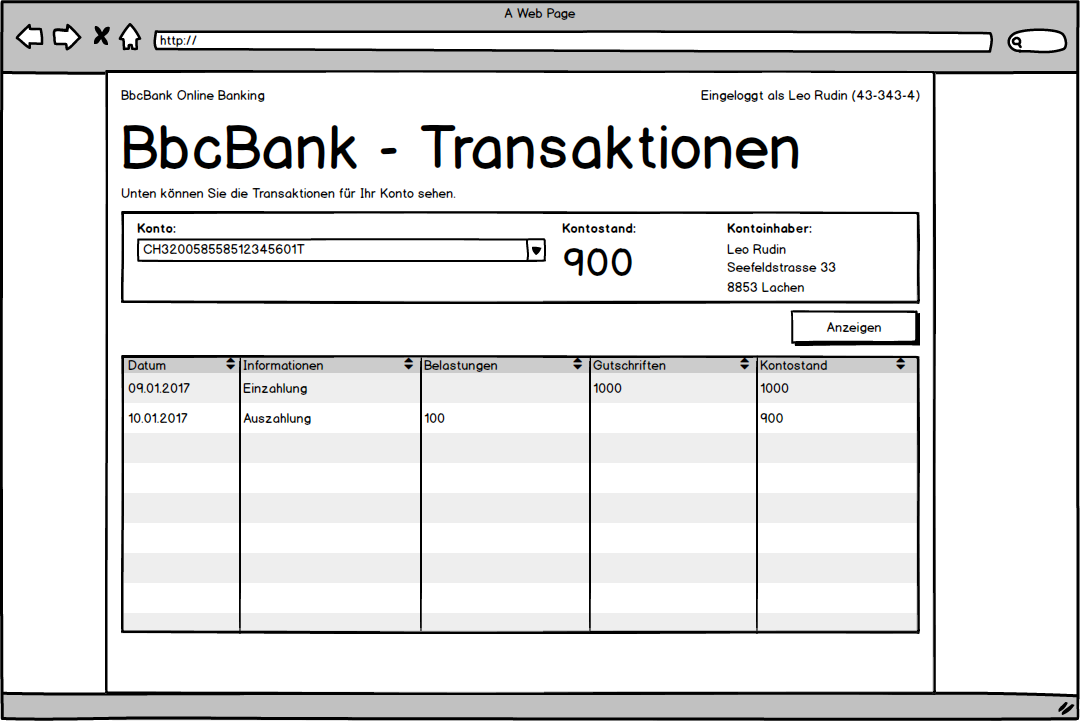 A Web Page
http://
BbcBank Online Banking
Eingeloggt als Leo Rudin (43-343-4)
BbcBank - Transaktionen
Unten können Sie die Transaktionen für Ihr Konto sehen.
Konto: Kontostand: Kontoinhaber:
CH320058558512345601T 900 Leo Rudin
Seefeldstrasse 33
8853 Lachen
Anzeigen
Datum Informationen Belastungen Gutschriften Kontostand
09.01.2017 Einzahlung 1000 1000
10.01.2017 Auszahlung 100 900